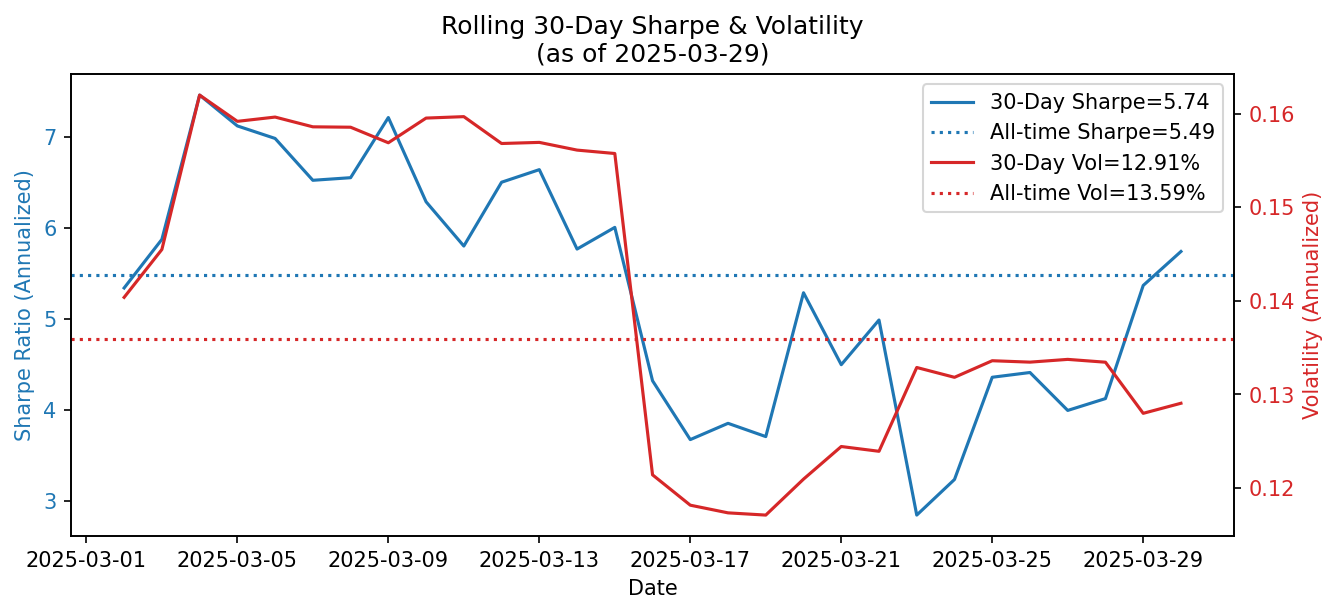 Rolling 30-Day Sharpe & Volatility
(as of 2025-03-29)
30-Day Sharpe=5.74
All-time Sharpe=5.49
30-Day Vol=12.91%
All-time Vol=13.59%
Sharpe Ratio (Annualized)
7
6
5
4
3
Volatility (Annualized)
0.16
0.15
0.14
0.13
0.12
2025-03-01 2025-03-05 2025-03-09 2025-03-13 2025-03-17 2025-03-21 2025-03-25 2025-03-29
Date